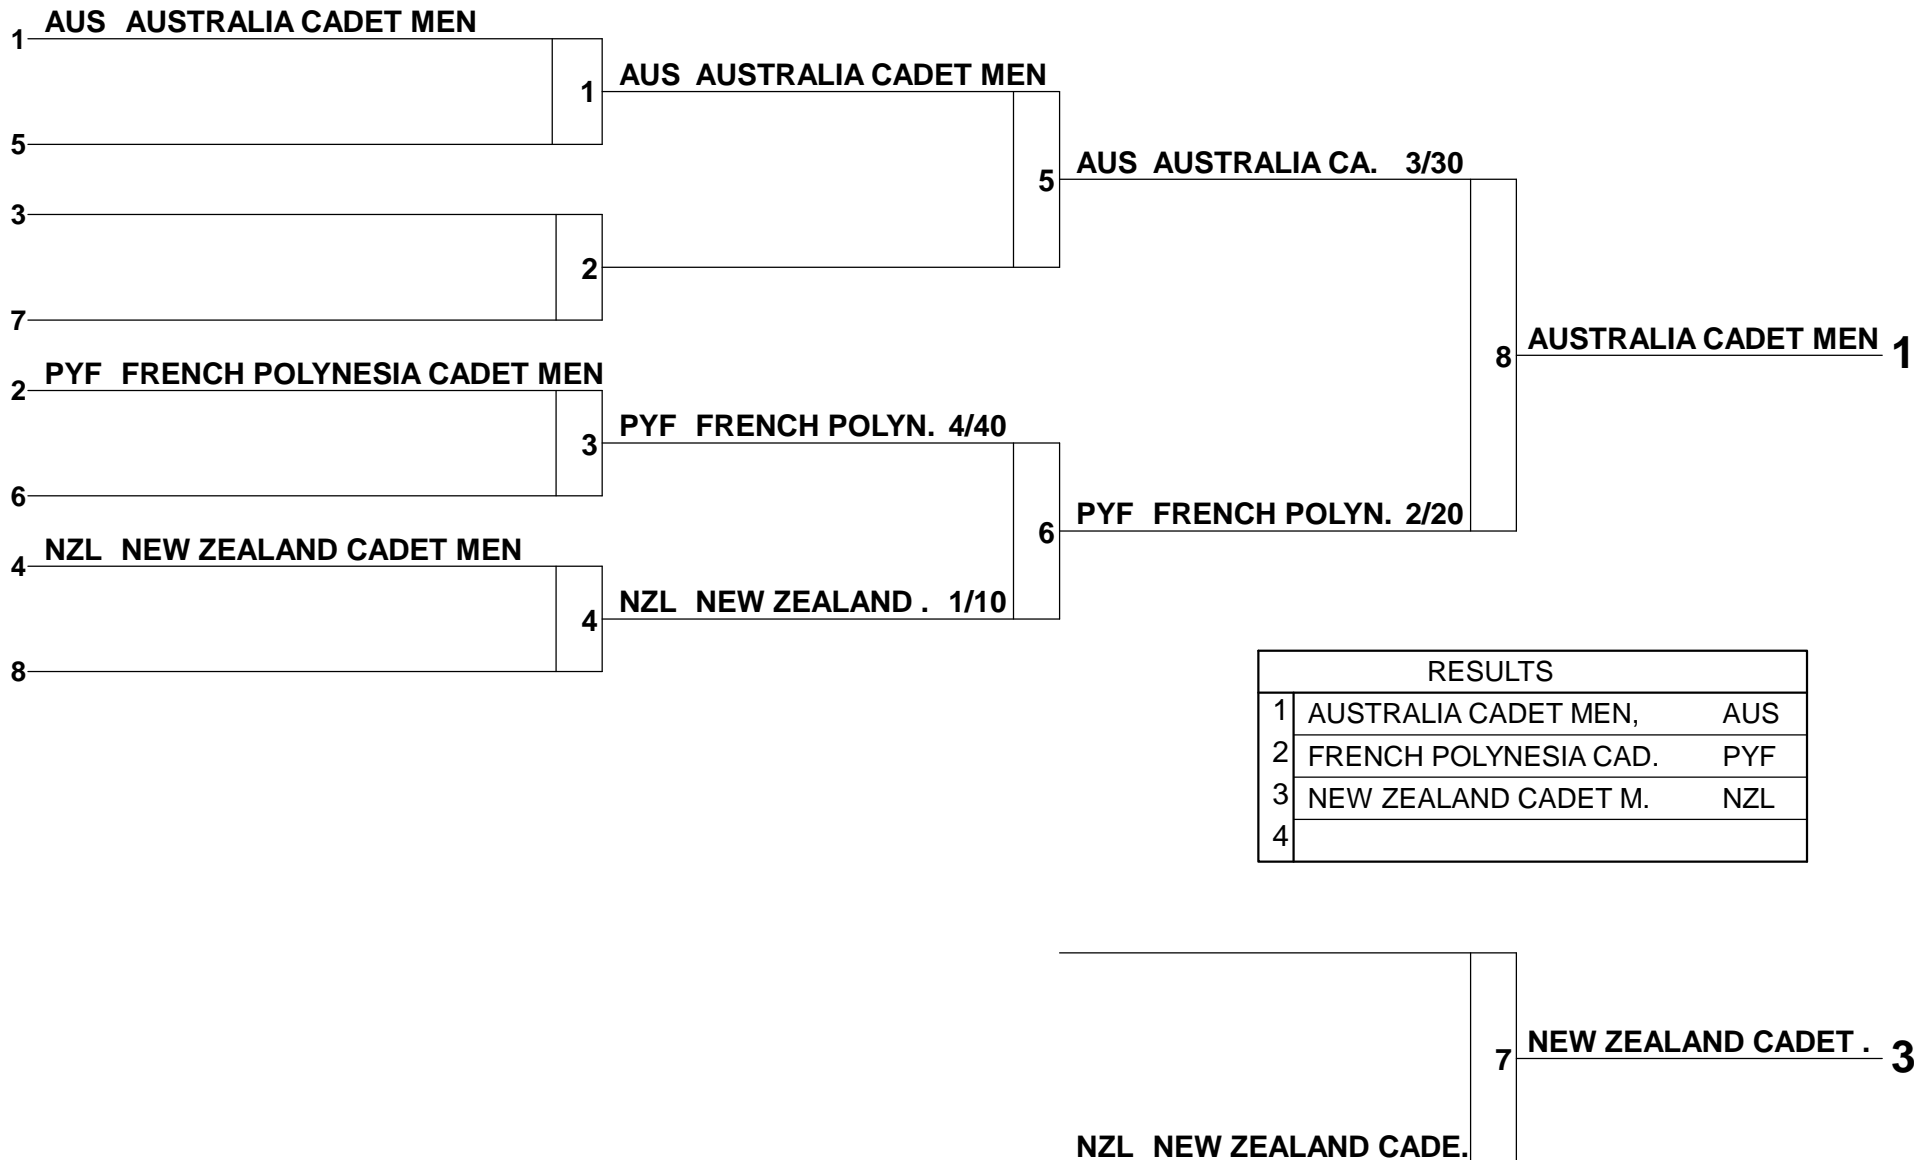 1 AUS AUSTRALIA CADET MEN
1 AUS AUSTRALIA CADET MEN
5
5 AUS AUSTRALIA CA. 3/30
3
2
7
8 AUSTRALIA CADET MEN 1
2 PYF FRENCH POLYNESIA CADET MEN
3 PYF FRENCH POLYN. 4/40
6
6 PYF FRENCH POLYN. 2/20
4 NZL NEW ZEALAND CADET MEN
4 NZL NEW ZEALAND . 1/10
8
RESULTS
1 AUSTRALIA CADET MEN, AUS
2 FRENCH POLYNESIA CAD. PYF
3 NEW ZEALAND CADET M. NZL
4
7 NEW ZEALAND CADET . 3
NZL NEW ZEALAND CADE.